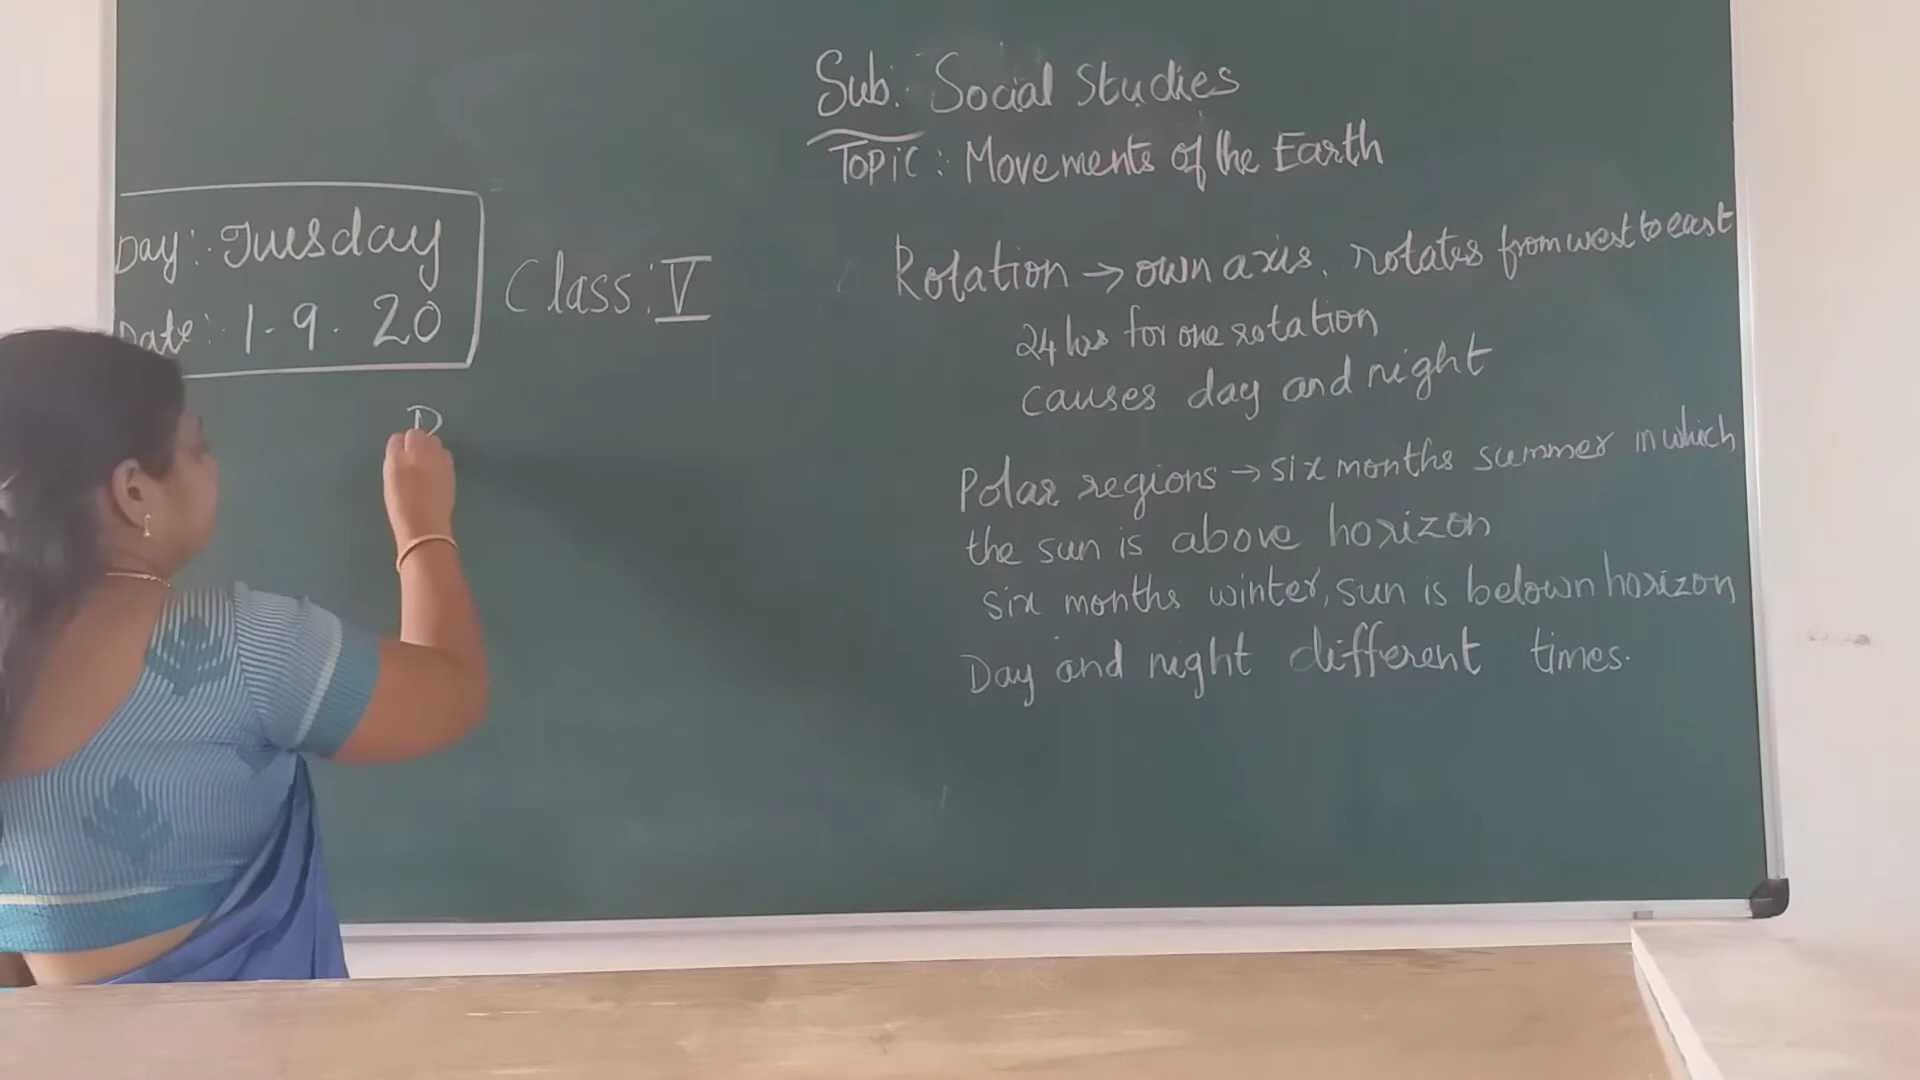 Sub: Social Studies
Topic: Movements of the Earth
Day: Tuesday
Date: 1.9.20
Class: V
Rotation → own axis. rotates from west to east
24 hrs for one rotation
causes day and night
Polar regions → six months summer in which
the sun is above horizon
six months winter, sun is belown horizon
Day and night different times.
D